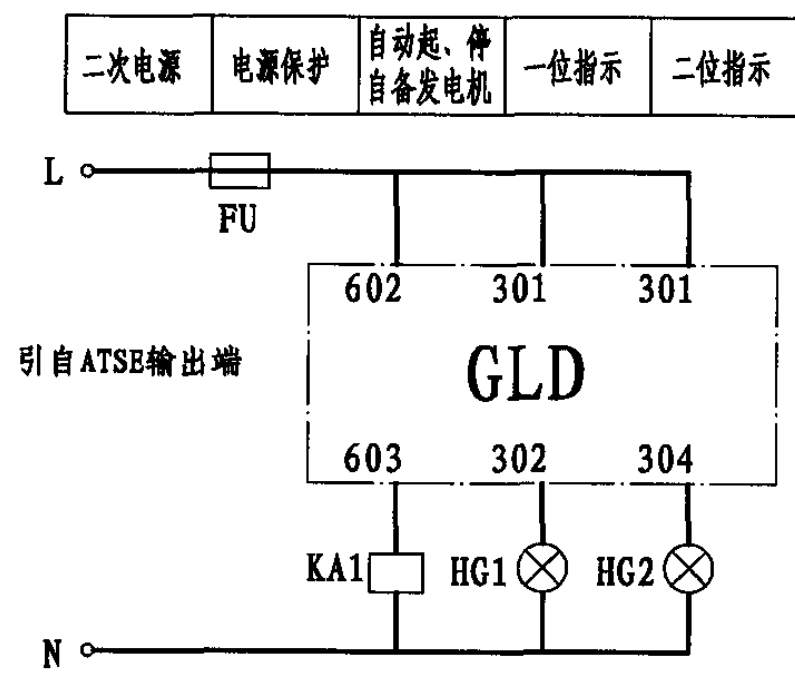 二次电源
电源保护
自动起、停
自备发电机
一位指示
二位指示
L
FU
602
301
301
引自ATSE输出端
GLD
603
302
304
KA1
HG1
HG2
N